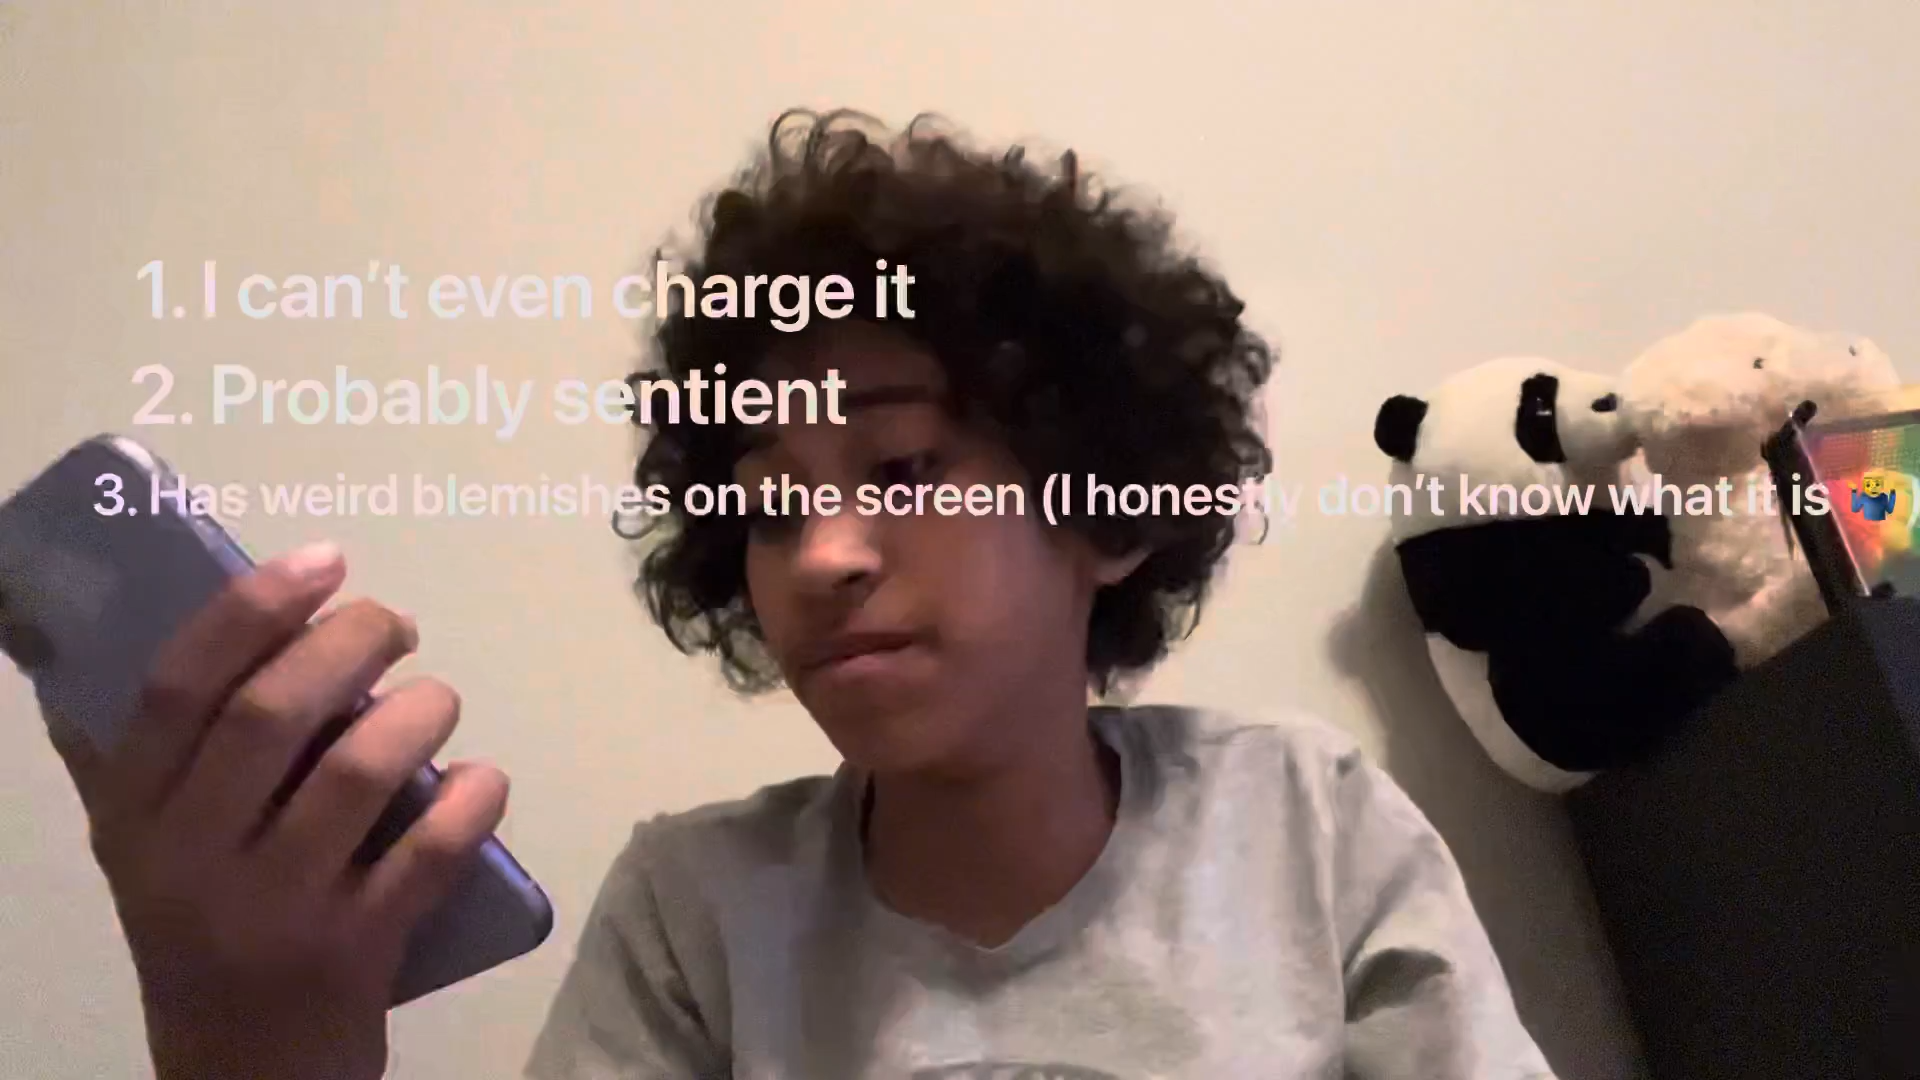 1. I can't even charge it
2. Probably sentient
3. Has weird blemishes on the screen (I honestly don't know what it is 🤷‍♂️